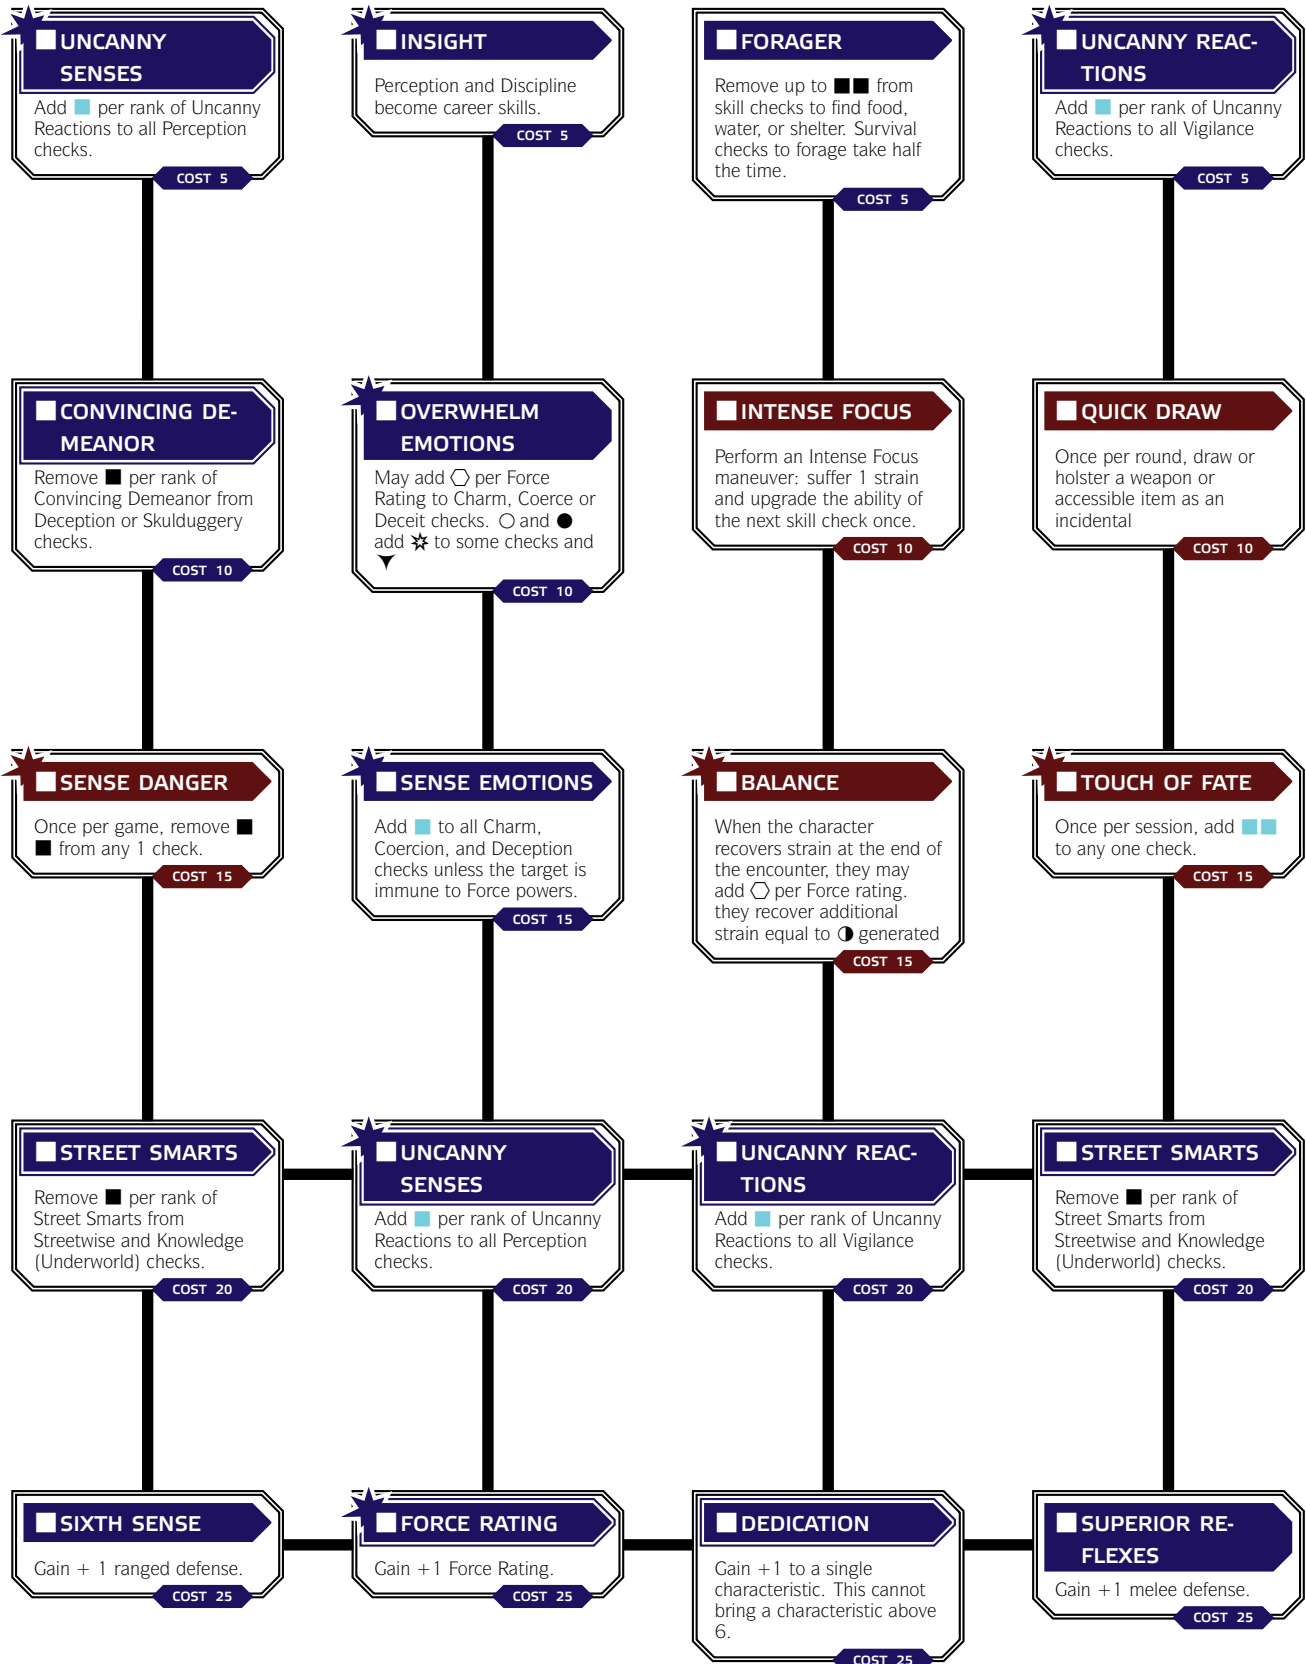 UNCANNY
SENSES
Add per rank of Uncanny
Reactions to all Perception
checks.
COST 5
INSIGHT
Perception and Discipline
become career skills.
COST 5
FORAGER
Remove up to ■■ from
skill checks to find food,
water, or shelter. Survival
checks to forage take half
the time.
COST 5
UNCANNY REAC-
TIONS
Add per rank of Uncanny
Reactions to all Vigilance
checks.
COST 5
CONVINCING DE-
MEANOR
Remove ■ per rank of
Convincing Demeanor from
Deception or Skulduggery
checks.
COST 10
OVERWHELM
EMOTIONS
May add per Force
Rating to Charm, Coerce or
Deceit checks. ○ and ●
add to some checks and
COST 10
INTENSE FOCUS
Perform an Intense Focus
maneuver: suffer 1 strain
and upgrade the ability of
the next skill check once.
COST 10
QUICK DRAW
Once per round, draw or
holster a weapon or
accessible item as an
incidental
COST 10
SENSE DANGER
Once per game, remove ■
■ from any 1 check.
COST 15
SENSE EMOTIONS
Add to all Charm,
Coercion, and Deception
checks unless the target is
immune to Force powers.
COST 15
BALANCE
When the character
recovers strain at the end of
the encounter, they may
add per Force rating.
they recover additional
strain equal to ◑ generated
COST 15
TOUCH OF FATE
Once per session, add
to any one check.
COST 15
STREET SMARTS
Remove ■ per rank of
Street Smarts from
Streetwise and Knowledge
(Underworld) checks.
COST 20
UNCANNY
SENSES
Add per rank of Uncanny
Reactions to all Perception
checks.
COST 20
UNCANNY REAC-
TIONS
Add per rank of Uncanny
Reactions to all Vigilance
checks.
COST 20
STREET SMARTS
Remove ■ per rank of
Street Smarts from
Streetwise and Knowledge
(Underworld) checks.
COST 20
SIXTH SENSE
Gain + 1 ranged defense.
COST 25
FORCE RATING
Gain +1 Force Rating.
COST 25
DEDICATION
Gain +1 to a single
characteristic. This cannot
bring a characteristic above
6.
COST 25
SUPERIOR RE-
FLEXES
Gain +1 melee defense.
COST 25